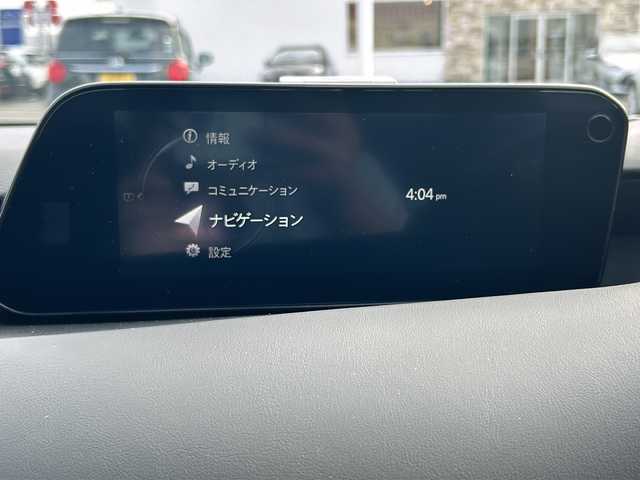 情報
オーディオ
コミュニケーション
4:04 pm
ナビゲーション
設定